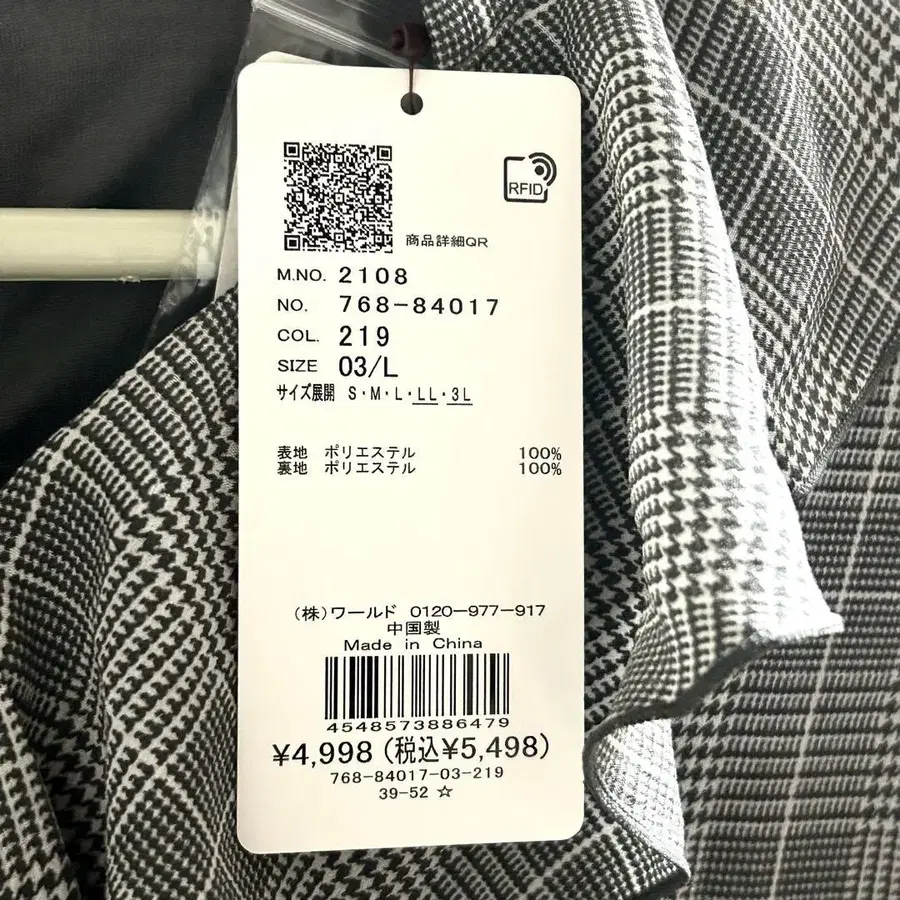 RFID
商品詳細QR
M.NO. 2108
NO. 768-84017
COL. 219
SIZE 03/L
サイズ展開 S・M・L・LL・3L
表地 ポリエステル 100%
裏地 ポリエステル 100%
(株)ワールド 0120-977-917
中国製
Made in China
4548573886479
¥4,998(税込¥5,498)
768-84017-03-219
39-52 ☆